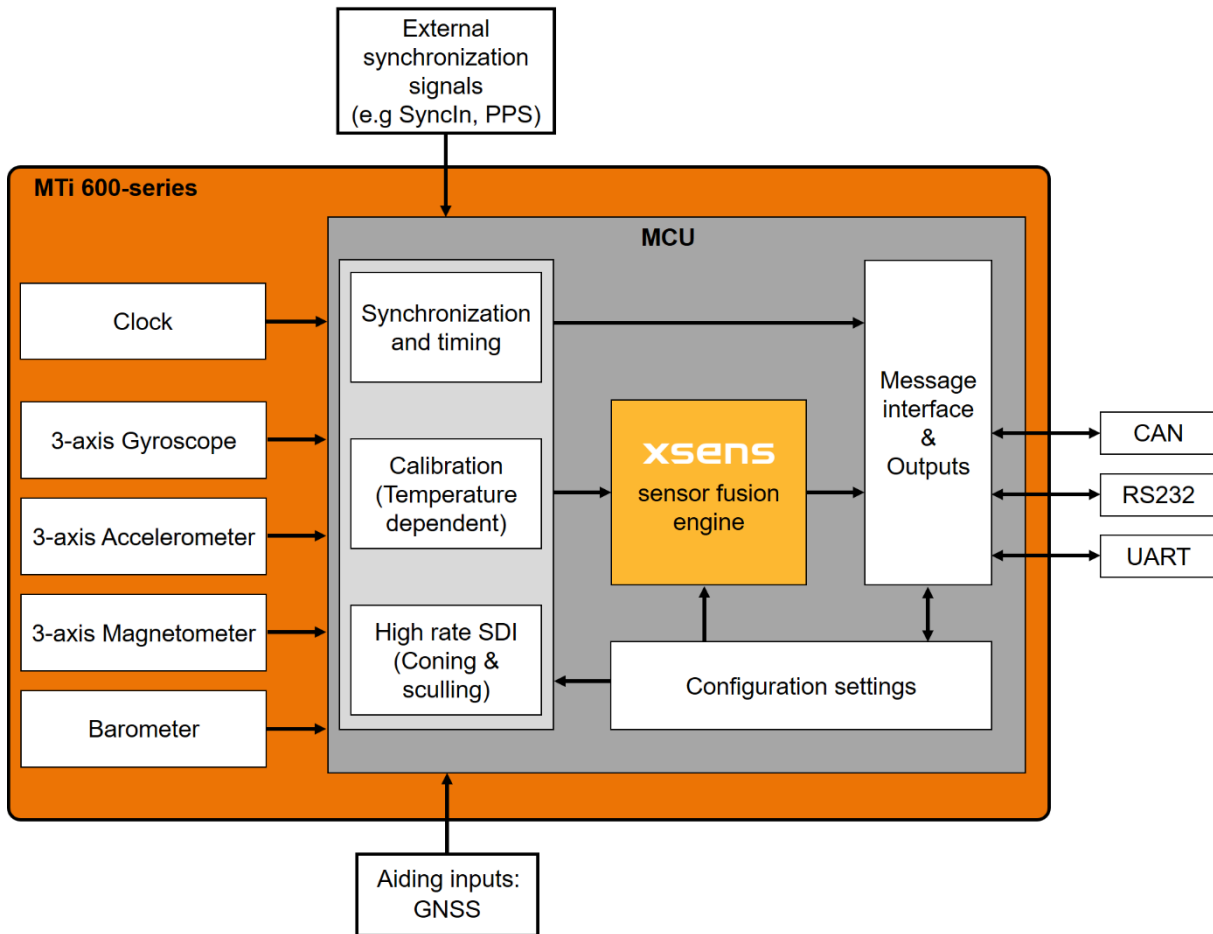 External
synchronization
signals
(e.g SyncIn, PPS)
MTi 600-series
MCU
Clock
3-axis Gyroscope
3-axis Accelerometer
3-axis Magnetometer
Barometer
Synchronization
and timing
Calibration
(Temperature
dependent)
High rate SDI
(Coning &
sculling)
xsens
sensor fusion
engine
Configuration settings
Message
interface
&
Outputs
CAN
RS232
UART
Aiding inputs:
GNSS